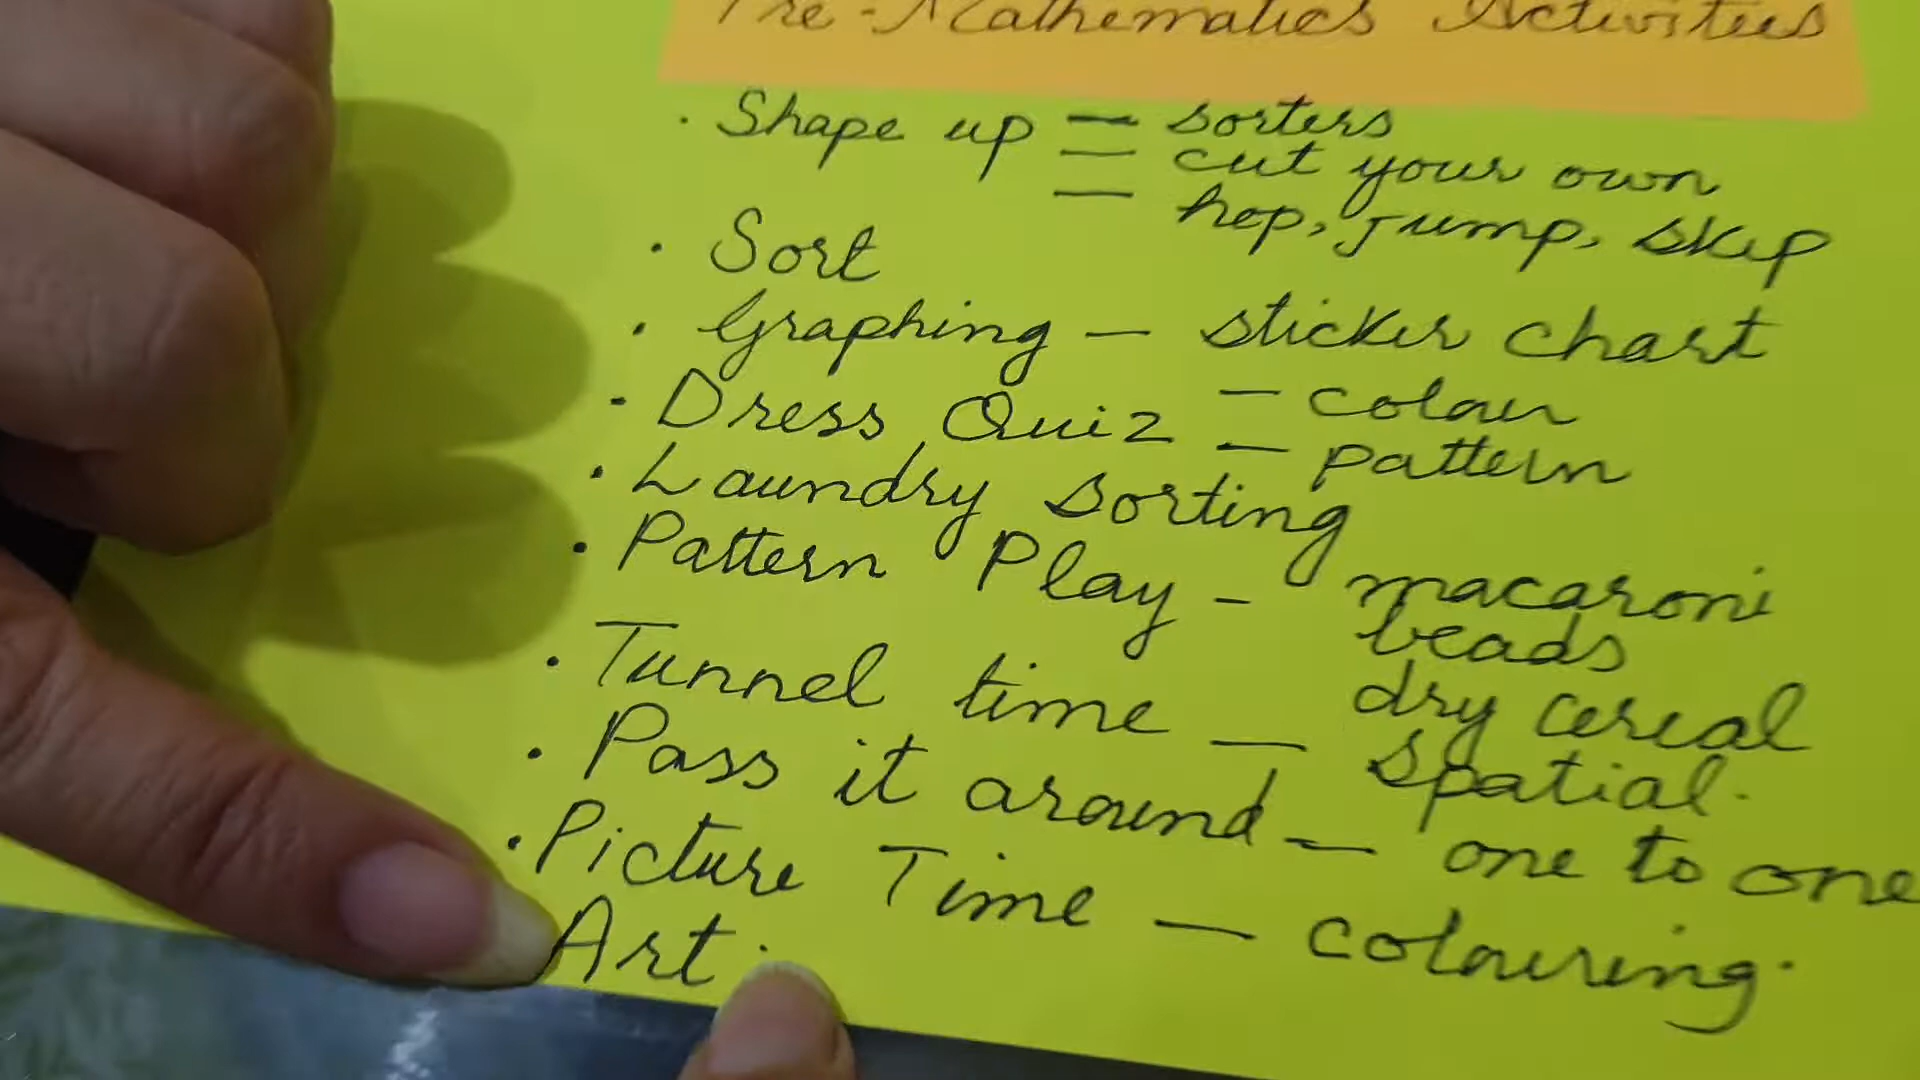 Pre-Mathematics Activities
· Shape up — sorters
— cut your own
— hop, jump, skip
· Sort
· Graphing — sticker chart
· Dress Quiz — colour
— pattern
· Laundry sorting
· Pattern Play - macaroni
beads
dry cereal
· Tunnel time — spatial.
· Pass it around — one to one
· Picture Time — colouring.
Art.